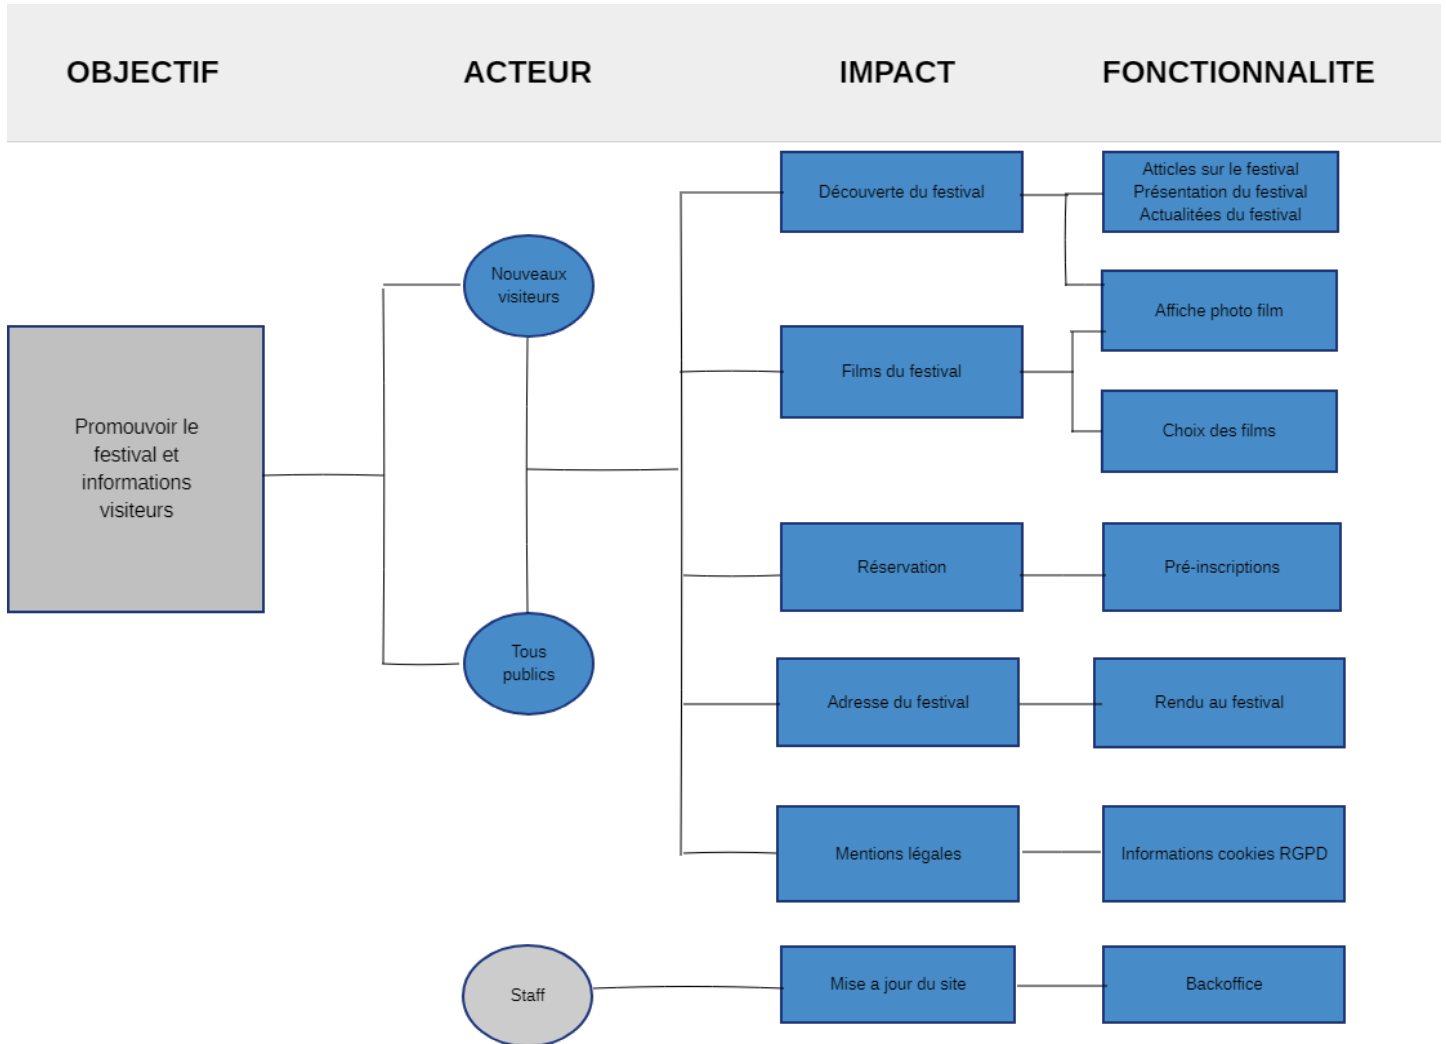 OBJECTIF
ACTEUR
IMPACT
FONCTIONNALITE
Promouvoir le
festival et
informations
visiteurs
Nouveaux
visiteurs
Tous
publics
Staff
Découverte du festival
Films du festival
Réservation
Adresse du festival
Mentions légales
Mise a jour du site
Atticles sur le festival
Présentation du festival
Actualitées du festival
Affiche photo film
Choix des films
Pré-inscriptions
Rendu au festival
Informations cookies RGPD
Backoffice